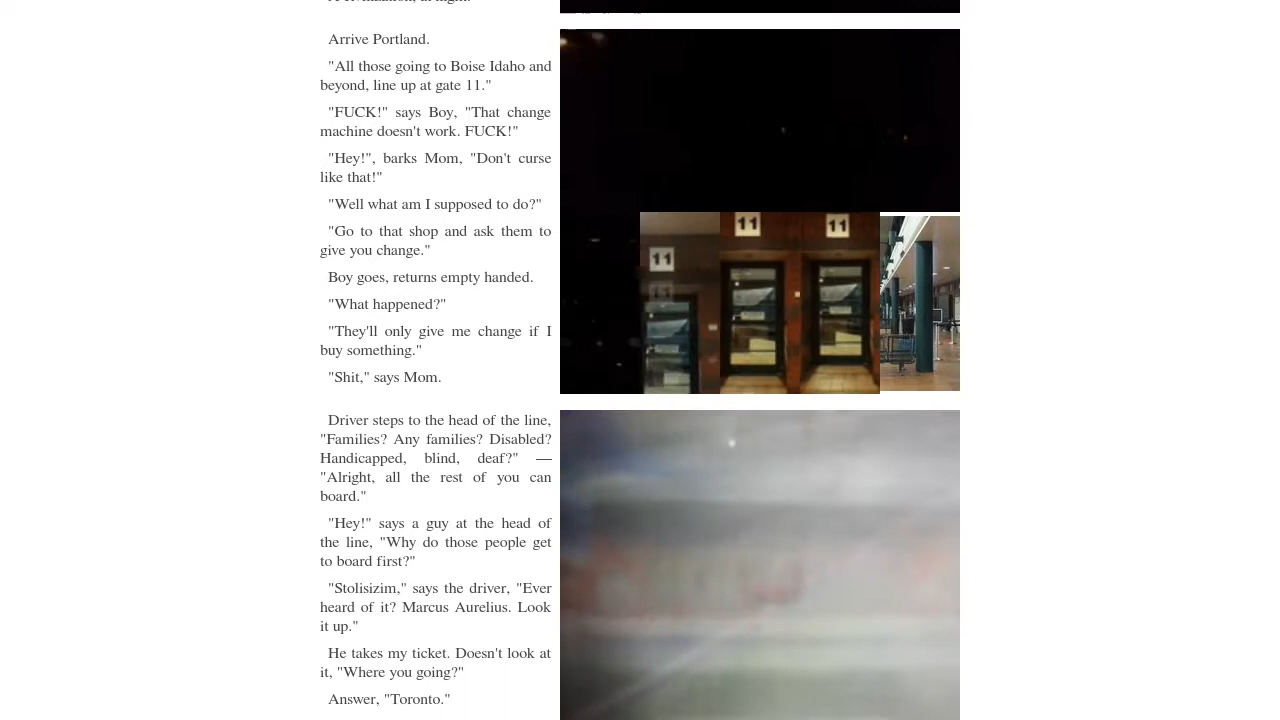 Arrive Portland.
"All those going to Boise Idaho and
beyond, line up at gate 11."
"FUCK!" says Boy, "That change
machine doesn't work. FUCK!"
"Hey!", barks Mom, "Don't curse
like that!"
"Well what am I supposed to do?"
"Go to that shop and ask them to
give you change."
Boy goes, returns empty handed.
"What happened?"
"They'll only give me change if I
buy something."
"Shit," says Mom.
11
11
11
11
Driver steps to the head of the line,
"Families? Any families? Disabled?
Handicapped, blind, deaf?" —
"Alright, all the rest of you can
board."
"Hey!" says a guy at the head of
the line, "Why do those people get
to board first?"
"Stolisizim," says the driver, "Ever
heard of it? Marcus Aurelius. Look
it up."
He takes my ticket. Doesn't look at
it, "Where you going?"
Answer, "Toronto."